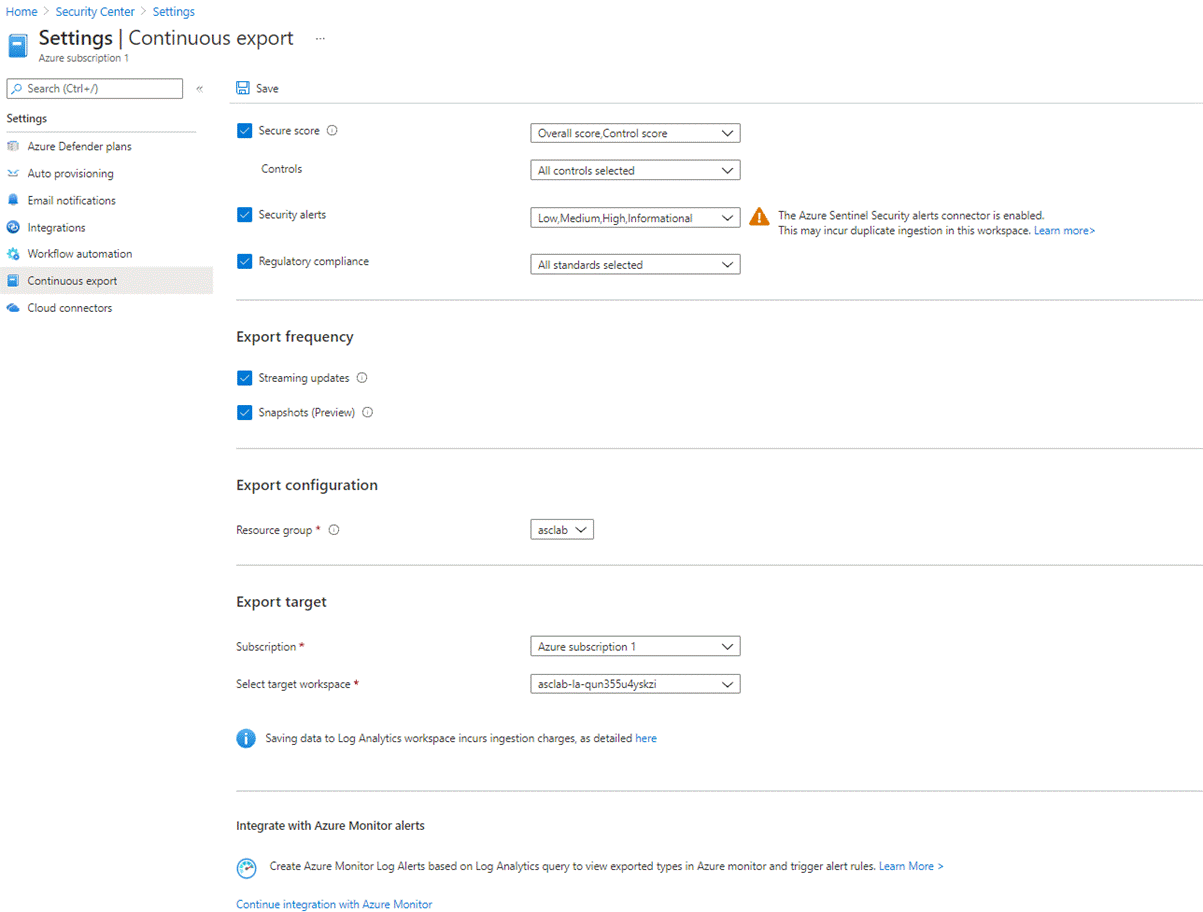 Home > Security Center > Settings
Settings | Continuous export ...
Azure subscription 1
Search (Ctrl+/) «
Save
Settings
Azure Defender plans
Auto provisioning
Email notifications
Integrations
Workflow automation
Continuous export
Cloud connectors
Secure score Overall score,Control score
Controls All controls selected
Security alerts Low,Medium,High,Informational
The Azure Sentinel Security alerts connector is enabled.
This may incur duplicate ingestion in this workspace. Learn more>
Regulatory compliance All standards selected
Export frequency
Streaming updates
Snapshots (Preview)
Export configuration
Resource group * asclab
Export target
Subscription * Azure subscription 1
Select target workspace * asclab-la-qun355u4yskzi
Saving data to Log Analytics workspace incurs ingestion charges, as detailed here
Integrate with Azure Monitor alerts
Create Azure Monitor Log Alerts based on Log Analytics query to view exported types in Azure monitor and trigger alert rules. Learn More >
Continue integration with Azure Monitor